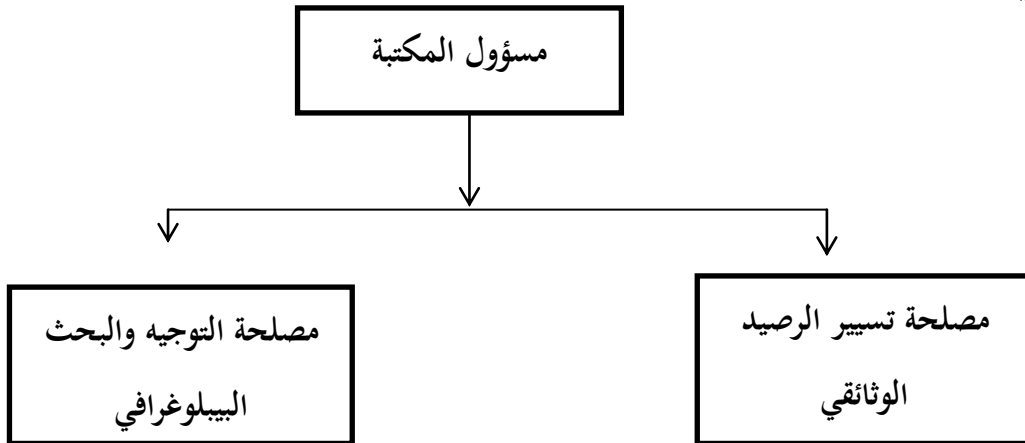 مسؤول المكتبة
مصلحة تسيير الرصيد
الوثائقي
مصلحة التوجيه والبحث
البيبلوغرافي